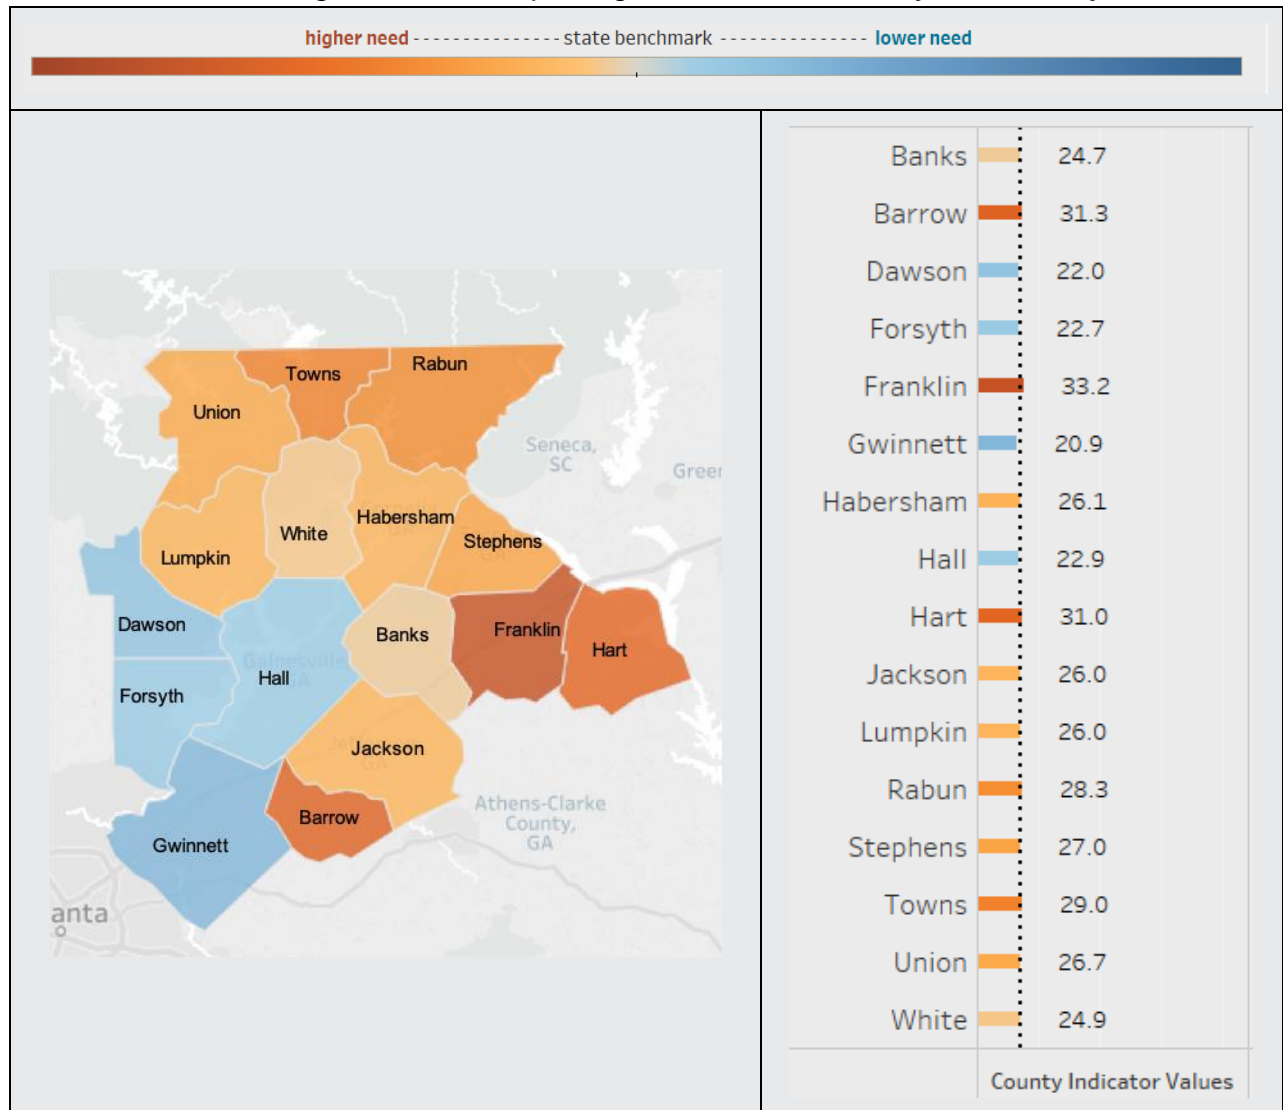 higher need - - - - - - - - - - - - - - - state benchmark - - - - - - - - - - - - - - - lower need
Towns
Rabun
Union
Seneca,
SC
Greer
White
Habersham
Stephens
Lumpkin
Dawson
Banks
Franklin
Hart
Hall
Gainesville
GA
Forsyth
Jackson
Athens-Clarke
County,
GA
Barrow
Gwinnett
anta
Banks 24.7
Barrow 31.3
Dawson 22.0
Forsyth 22.7
Franklin 33.2
Gwinnett 20.9
Habersham 26.1
Hall 22.9
Hart 31.0
Jackson 26.0
Lumpkin 26.0
Rabun 28.3
Stephens 27.0
Towns 29.0
Union 26.7
White 24.9
County Indicator Values